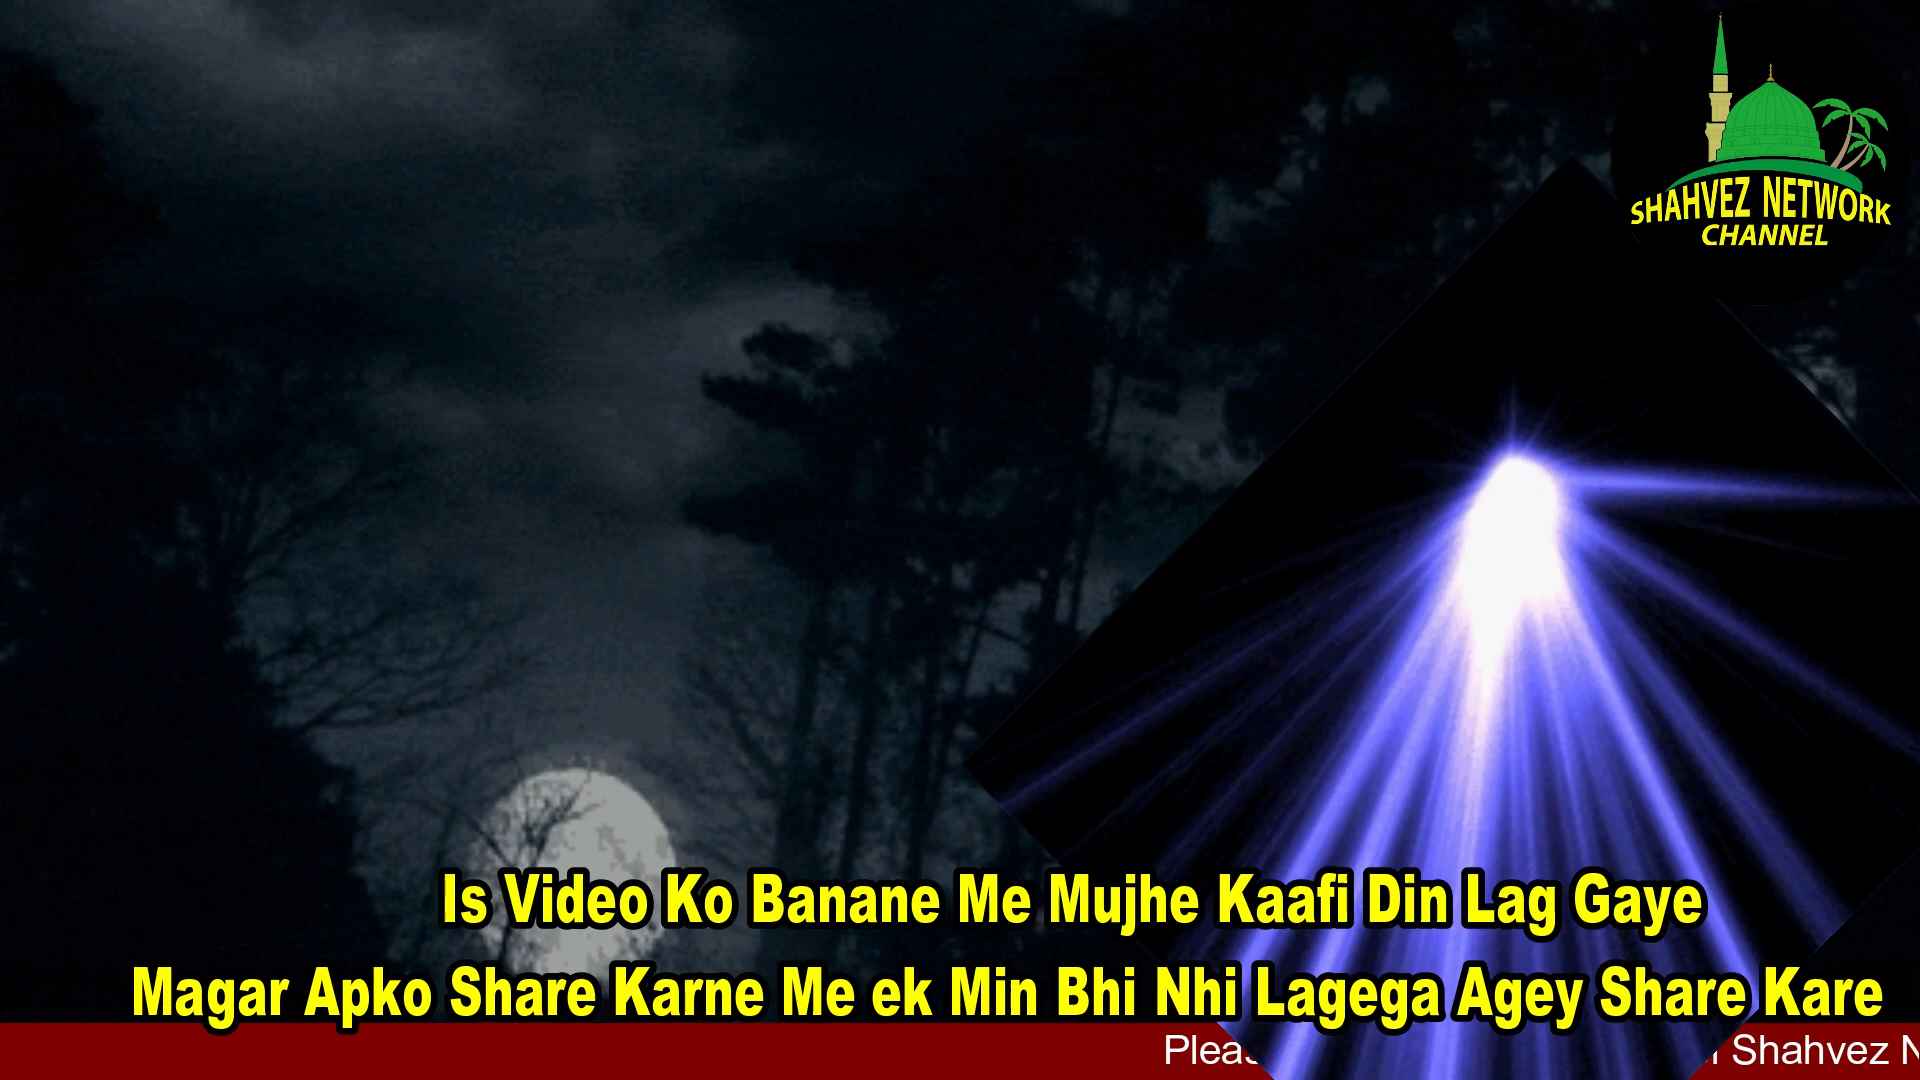 SHAHVEZ NETWORK
CHANNEL
Is Video Ko Banane Me Mujhe Kaafi Din Lag Gaye
Magar Apko Share Karne Me ek Min Bhi Nhi Lagega Agey Share Kare
Shahvez